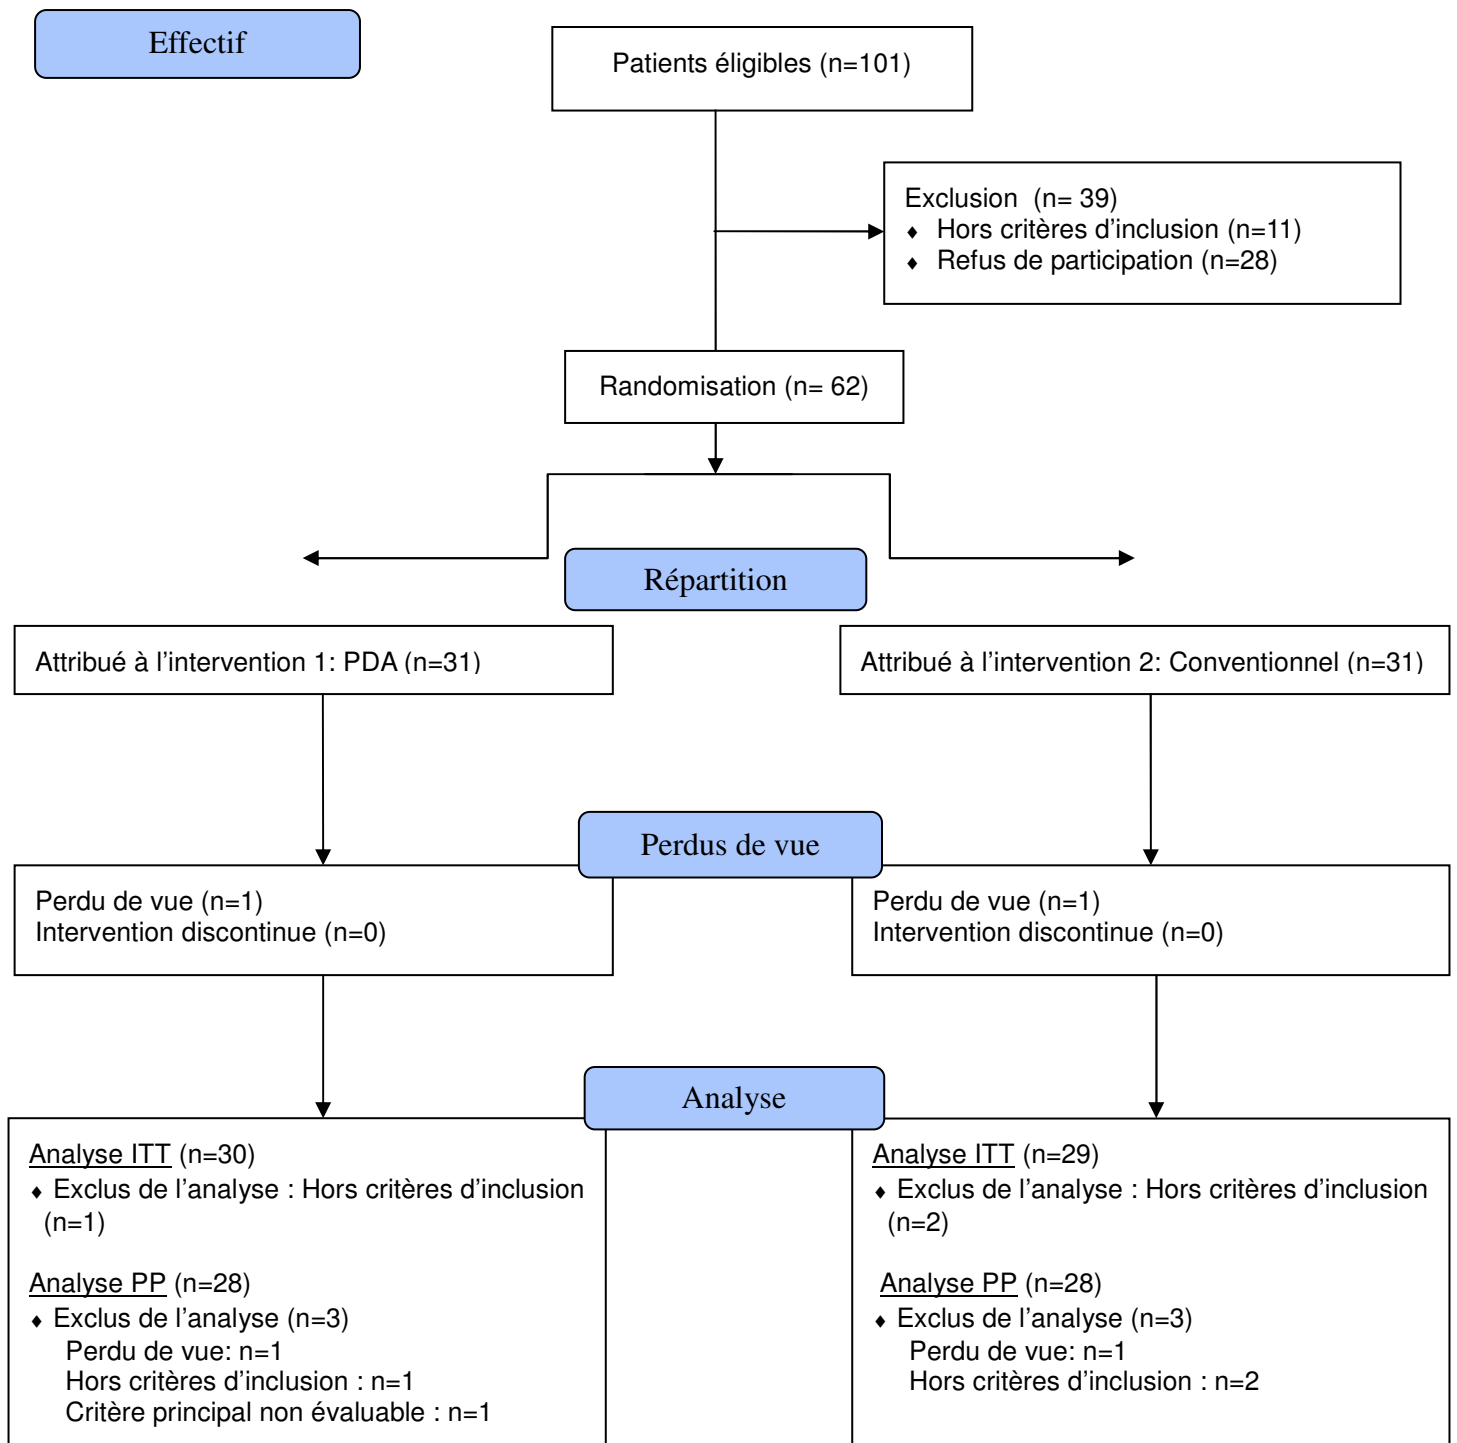 Effectif
Patients éligibles (n=101)
Exclusion (n= 39)
♦ Hors critères d’inclusion (n=11)
♦ Refus de participation (n=28)
Randomisation (n= 62)
Répartition
Attribué à l’intervention 1: PDA (n=31)
Attribué à l’intervention 2: Conventionnel (n=31)
Perdus de vue
Perdu de vue (n=1)
Intervention discontinue (n=0)
Perdu de vue (n=1)
Intervention discontinue (n=0)
Analyse
Analyse ITT (n=30)
♦ Exclus de l’analyse : Hors critères d’inclusion
(n=1)
Analyse PP (n=28)
♦ Exclus de l’analyse (n=3)
Perdu de vue: n=1
Hors critères d’inclusion : n=1
Critère principal non évaluable : n=1
Analyse ITT (n=29)
♦ Exclus de l’analyse : Hors critères d’inclusion
(n=2)
Analyse PP (n=28)
♦ Exclus de l’analyse (n=3)
Perdu de vue: n=1
Hors critères d’inclusion : n=2